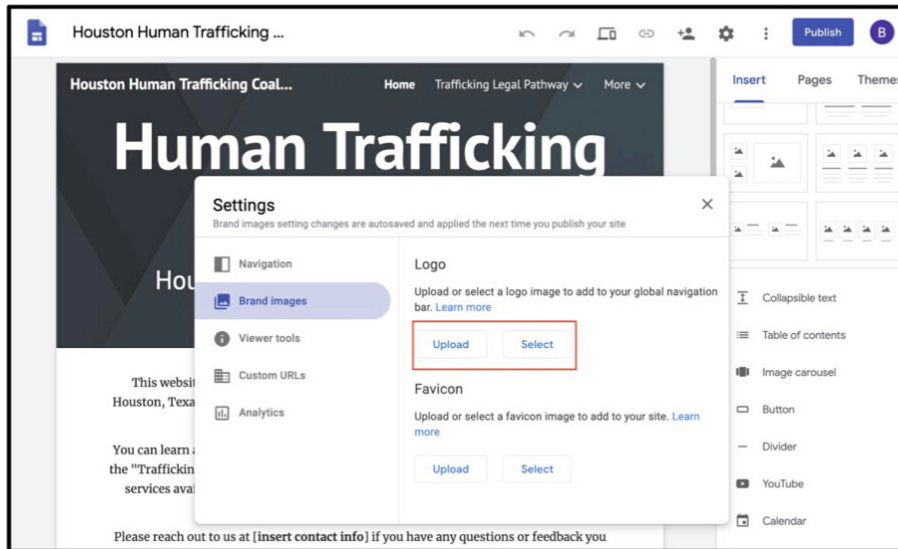 Houston Human Trafficking ...
Publish
B
Houston Human Trafficking Coal...
Home
Trafficking Legal Pathway
More
Insert
Pages
Themes
Human Trafficking
Hou
Settings
Brand images setting changes are autosaved and applied the next time you publish your site
Navigation
Brand images
Viewer tools
Custom URLs
Analytics
Logo
Upload or select a logo image to add to your global navigation
bar. Learn more
Upload
Select
Favicon
Upload or select a favicon image to add to your site. Learn
more
Upload
Select
This websit
Houston, Texa
You can learn a
the "Traffickin
services avai
Please reach out to us at [insert contact info] if you have any questions or feedback you
Collapsible text
Table of contents
Image carousel
Button
Divider
YouTube
Calendar